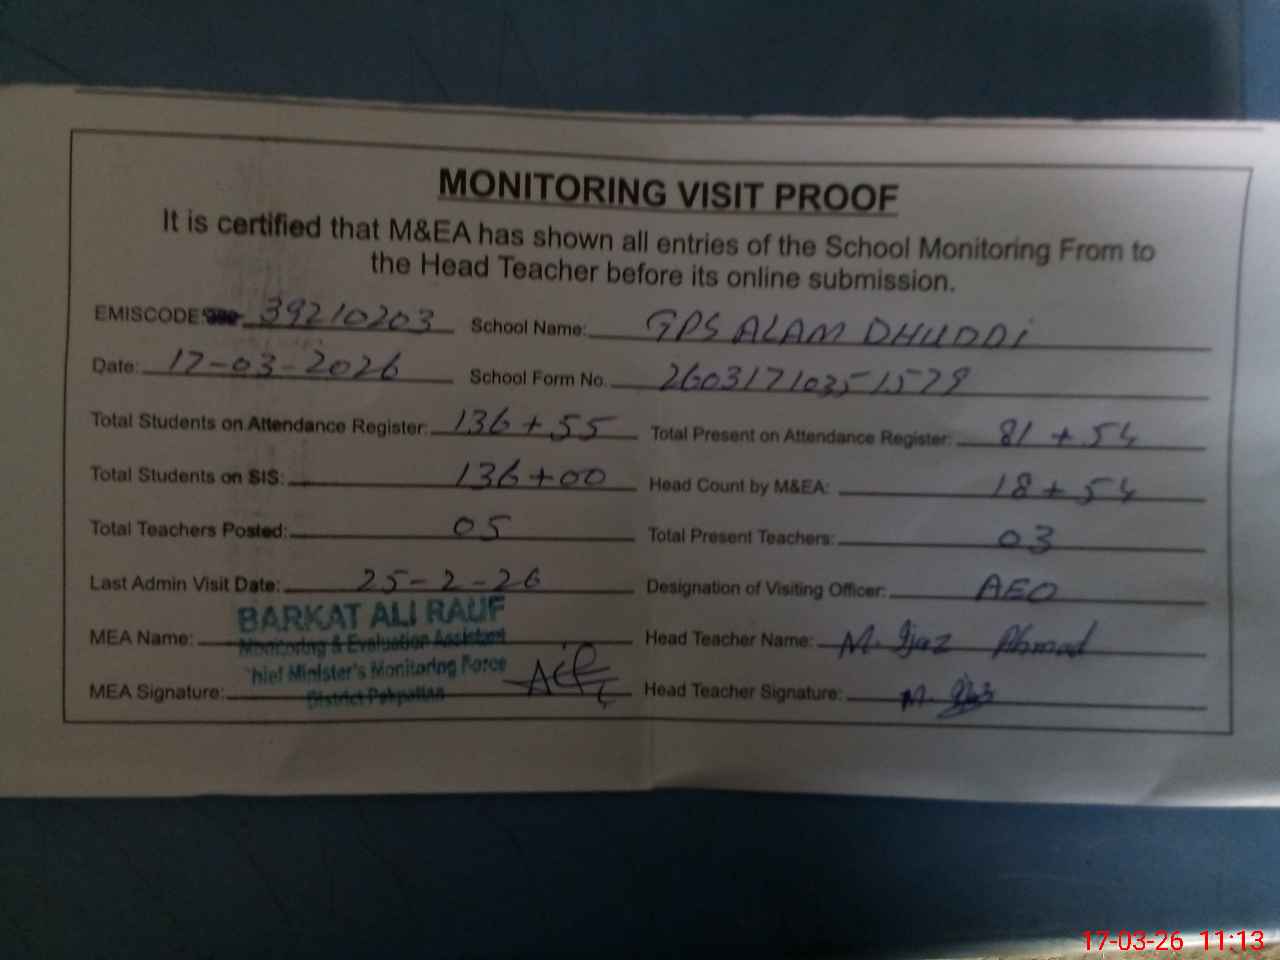 MONITORING VISIT PROOF
It is certified that M&EA has shown all entries of the School Monitoring From to
the Head Teacher before its online submission.
EMISCODE: 39210203 School Name: GPS ALAM DHUDDI
Date: 17-03-2026 School Form No. 26031710351579
Total Students on Attendance Register: 136+55 Total Present on Attendance Register: 81+54
Total Students on SIS: 136+00 Head Count by M&EA: 18+54
Total Teachers Posted: 05 Total Present Teachers: 03
Last Admin Visit Date: 25-2-26 Designation of Visiting Officer: AEO
BARKAT ALI RAUF
MEA Name: Monitoring & Evaluation Assistant Head Teacher Name: M. Ijaz Ahmad
hief Minister's Monitoring Force
MEA Signature: District Pakpattan Head Teacher Signature: M.
17-03-26 11:13